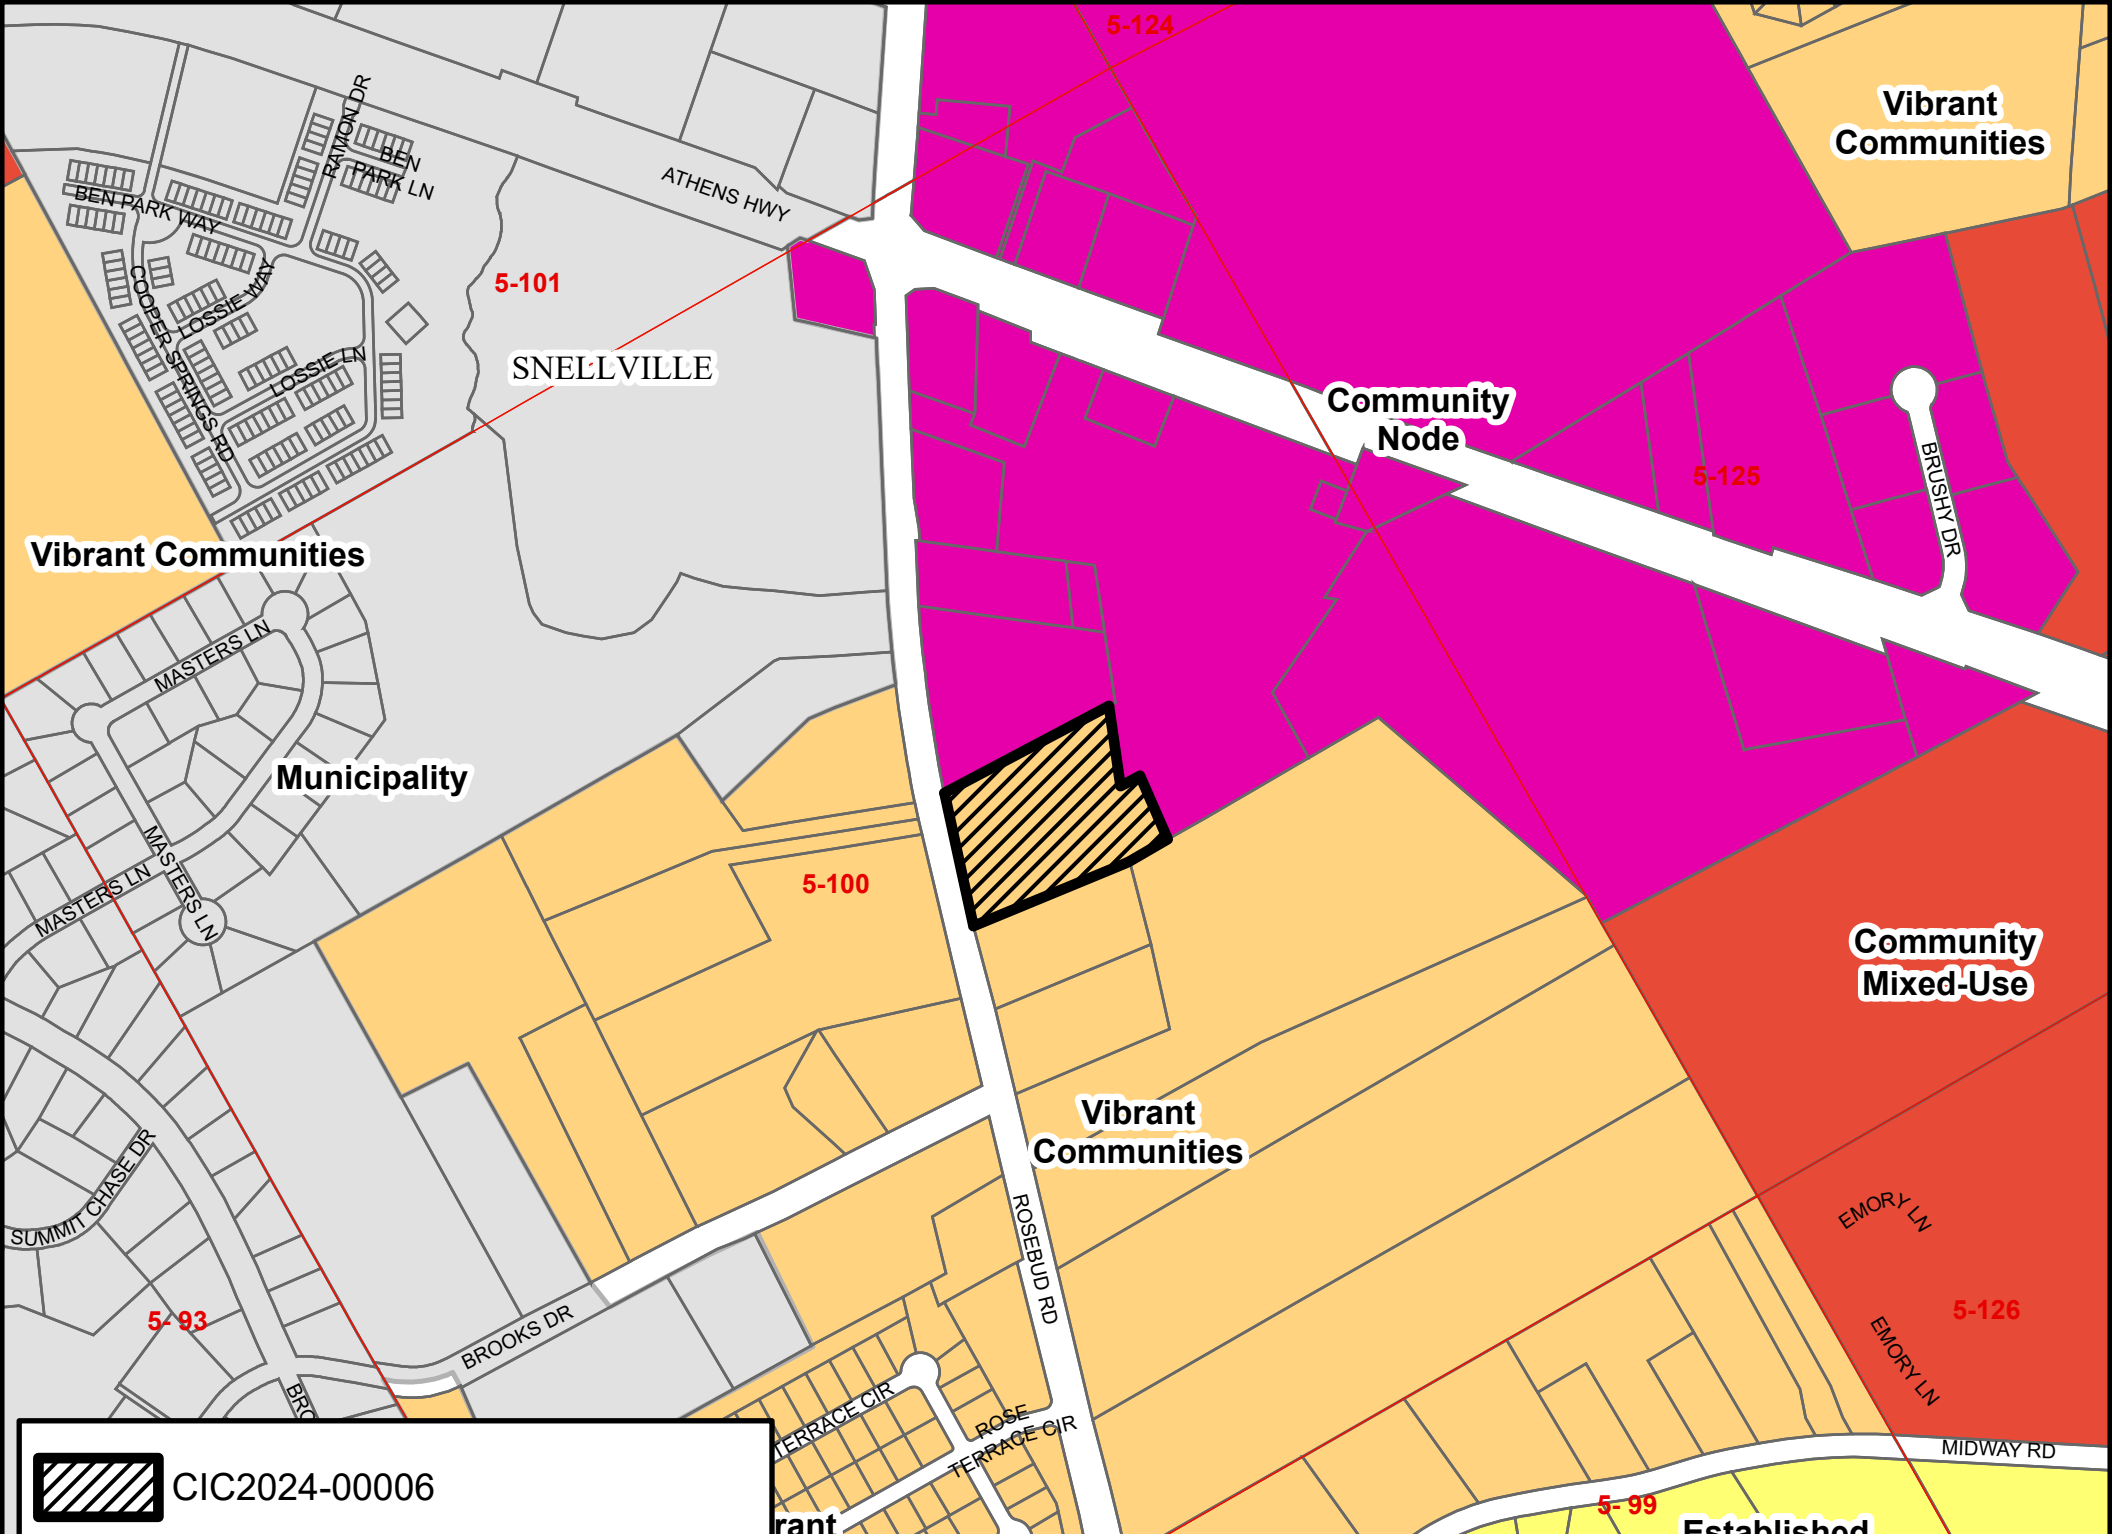 5-124
Vibrant
Communities
RAMON DR
BEN
PARK LN
BEN PARK WAY
ATHENS HWY
5-101
COOPER SPRINGS RD
LOSSIE WAY
LOSSIE LN
SNELLVILLE
Community
Node
5-125
BRUSHY DR
Vibrant Communities
MASTERS LN
Municipality
MASTERS LN
MASTERS LN
5-100
Community
Mixed-Use
Vibrant
Communities
SUMMIT CHASE DR
ROSEBUD RD
EMORY LN
5-126
EMORY LN
5- 93
BROOKS DR
BRO
TERRACE CIR
ROSE
TERRACE CIR
MIDWAY RD
CIC2024-00006
5- 99
rant
Established